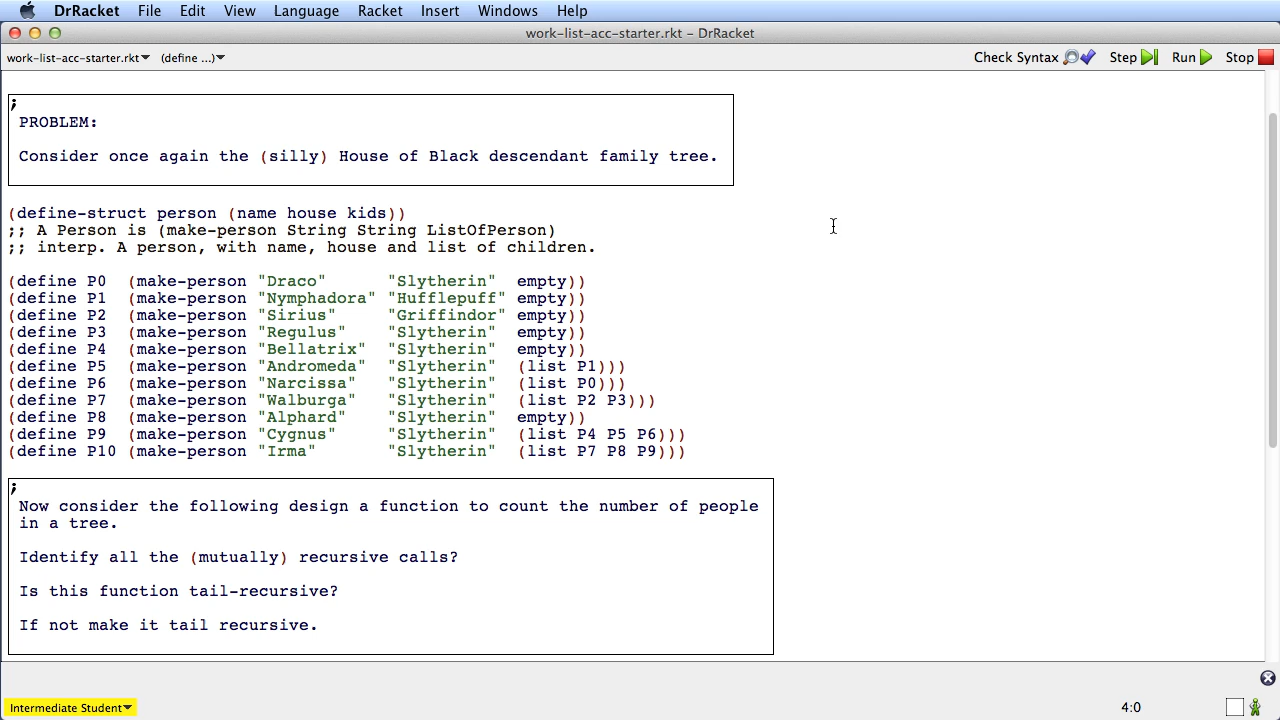 DrRacket File Edit View Language Racket Insert Windows Help
work-list-acc-starter.rkt – DrRacket
work-list-acc-starter.rkt (define ...) Check Syntax Step Run Stop
;
PROBLEM:
Consider once again the (silly) House of Black descendant family tree.
(define-struct person (name house kids))
;; A Person is (make-person String String ListOfPerson)
;; interp. A person, with name, house and list of children.
(define P0 (make-person "Draco" "Slytherin" empty))
(define P1 (make-person "Nymphadora" "Hufflepuff" empty))
(define P2 (make-person "Sirius" "Griffindor" empty))
(define P3 (make-person "Regulus" "Slytherin" empty))
(define P4 (make-person "Bellatrix" "Slytherin" empty))
(define P5 (make-person "Andromeda" "Slytherin" (list P1)))
(define P6 (make-person "Narcissa" "Slytherin" (list P0)))
(define P7 (make-person "Walburga" "Slytherin" (list P2 P3)))
(define P8 (make-person "Alphard" "Slytherin" empty))
(define P9 (make-person "Cygnus" "Slytherin" (list P4 P5 P6)))
(define P10 (make-person "Irma" "Slytherin" (list P7 P8 P9)))
;
Now consider the following design a function to count the number of people
in a tree.
Identify all the (mutually) recursive calls?
Is this function tail-recursive?
If not make it tail recursive.
Intermediate Student 4:0